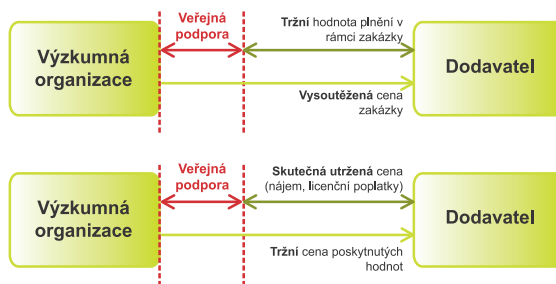 Výzkumná
organizace
Veřejná
podpora
Tržní hodnota plnění v
rámci zakázky
Vysoutěžená cena
zakázky
Dodavatel
Výzkumná
organizace
Veřejná
podpora
Skutečná utržená cena
(nájem, licenční poplatky)
Tržní cena poskytnutých
hodnot
Dodavatel